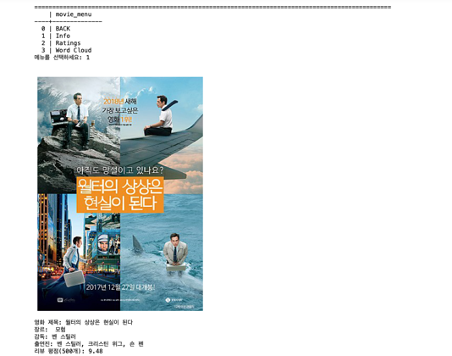 | movie_menu
0 | BACK
1 | Info
2 | Ratings
3 | Word Cloud
메뉴를 선택하세요: 1
2018년 새해
가장 보고싶은
영화 1위!
아직도 망설이고 있나요?
월터의 상상은
현실이 된다
2017년 12월 27일 대개봉!
영화 제목: 월터의 상상은 현실이 된다
장르: 모험
감독: 벤 스틸러
출연진: 벤 스틸러, 크리스틴 위그, 숀 펜
리뷰 평점(500개): 9.48